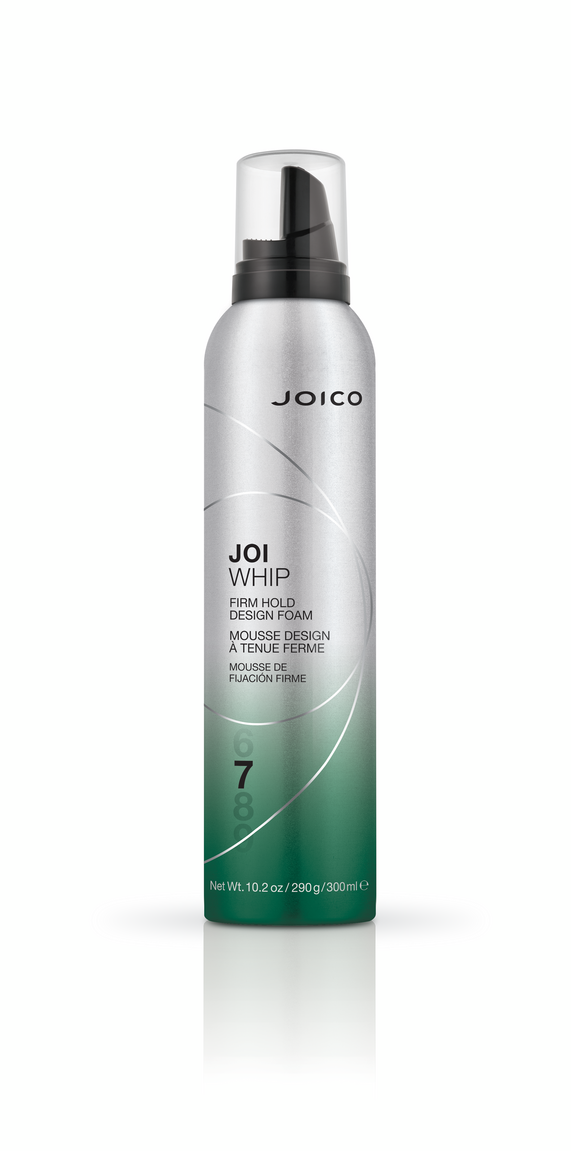 JOICO
JOI
WHIP
FIRM HOLD
DESIGN FOAM
MOUSSE DESIGN
À TENUE FERME
MOUSSE DE
FIJACIÓN FIRME
6
7
8
9
Net Wt. 10.2 oz / 290 g / 300 ml ℮